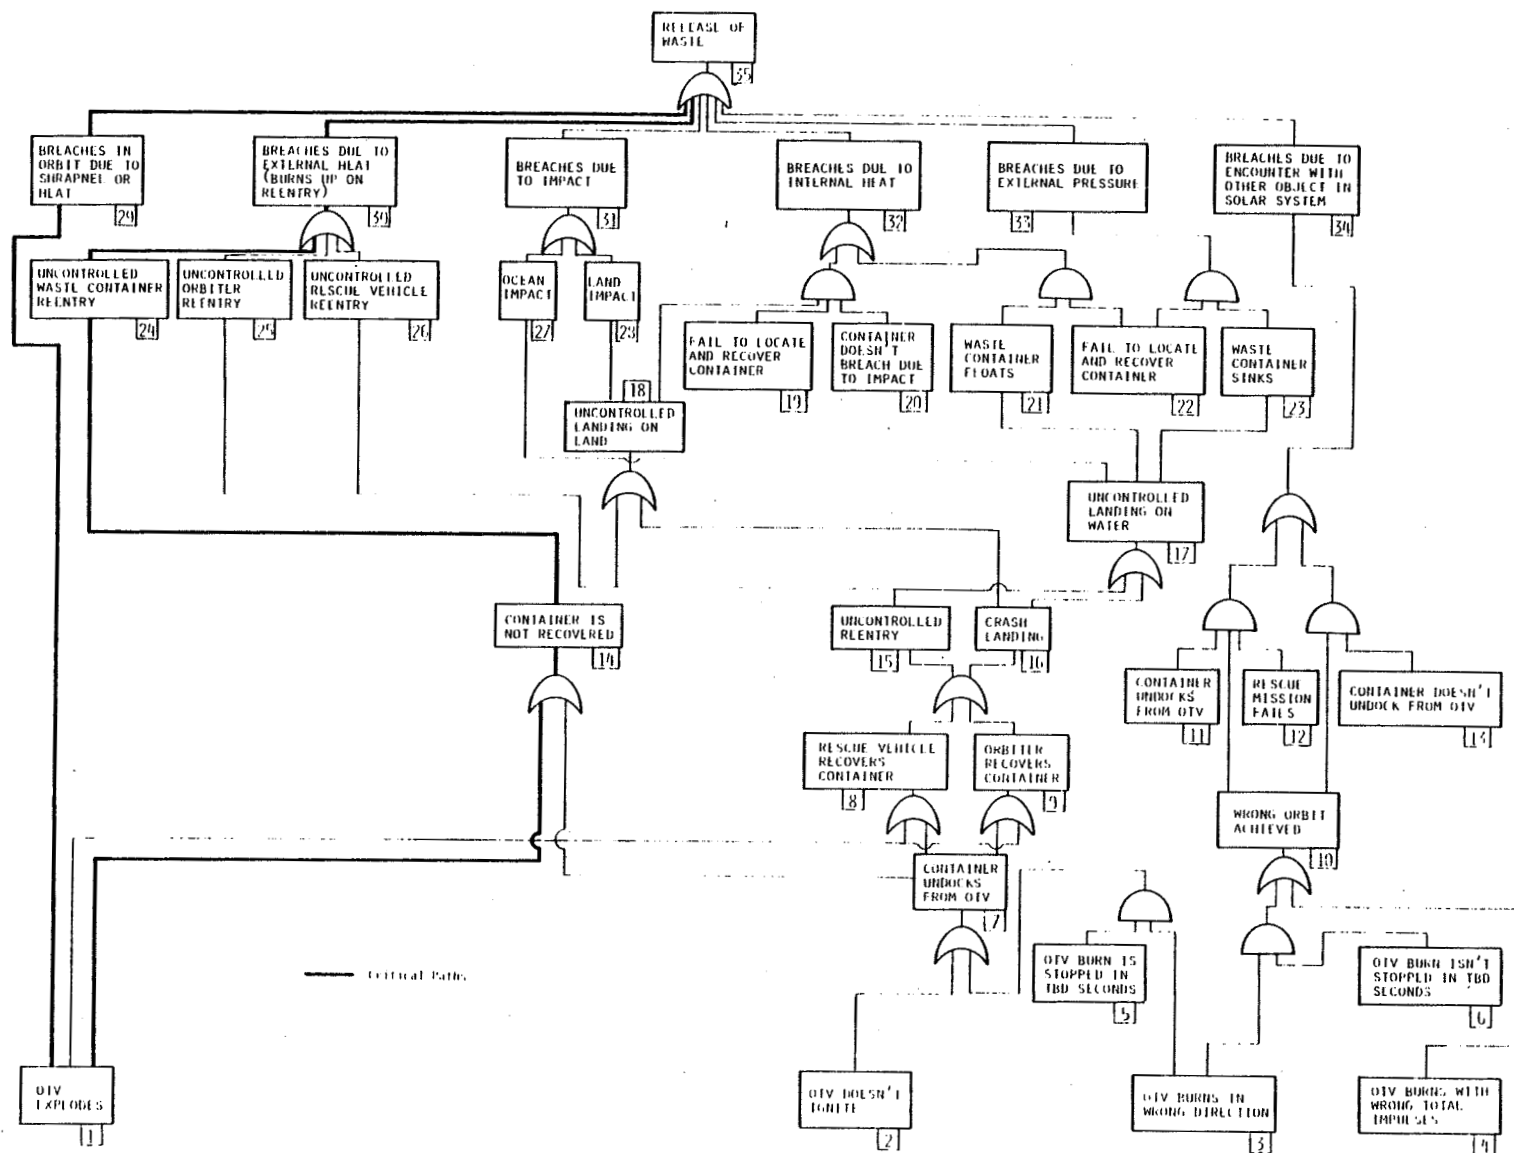 RELEASE OF
WASTE
35
BREACHES IN
ORBIT DUE TO
SHRAPNEL OR
HEAT
29
BREACHES DUE TO
EXTERNAL HEAT
(BURNS UP ON
REENTRY)
30
BREACHES DUE
TO IMPACT
31
BREACHES DUE TO
INTERNAL HEAT
32
BREACHES DUE TO
EXTERNAL PRESSURE
33
BREACHES DUE TO
ENCOUNTER WITH
OTHER OBJECT IN
SOLAR SYSTEM
34
UNCONTROLLED
WASTE CONTAINER
REENTRY
24
UNCONTROLLED
ORBITER
REENTRY
25
UNCONTROLLED
RESCUE VEHICLE
REENTRY
26
OCEAN
IMPACT
27
LAND
IMPACT
28
FAIL TO LOCATE
AND RECOVER
CONTAINER
19
CONTAINER
DOESN'T
BREACH DUE
TO IMPACT
20
WASTE
CONTAINER
FLOATS
21
FAIL TO LOCATE
AND RECOVER
CONTAINER
22
WASTE
CONTAINER
SINKS
23
18
UNCONTROLLED
LANDING ON
LAND
UNCONTROLLED
LANDING ON
WATER
17
CONTAINER IS
NOT RECOVERED
14
UNCONTROLLED
REENTRY
15
CRASH
LANDING
16
CONTAINER
UNDOCKS
FROM OTV
11
RESCUE
MISSION
FAILS
12
CONTAINER DOESN'T
UNDOCK FROM OTV
13
RESCUE VEHICLE
RECOVERS
CONTAINER
8
ORBITER
RECOVERS
CONTAINER
9
WRONG ORBIT
ACHIEVED
10
CONTAINER
UNDOCKS
FROM OTV
7
OTV BURN IS
STOPPED IN
TBD SECONDS
5
OTV BURN ISN'T
STOPPED IN TBD
SECONDS
6
Critical Paths
OTV
EXPLODES
1
OTV DOESN'T
IGNITE
2
OTV BURNS IN
WRONG DIRECTION
3
OTV BURNS WITH
WRONG TOTAL
IMPULSES
4